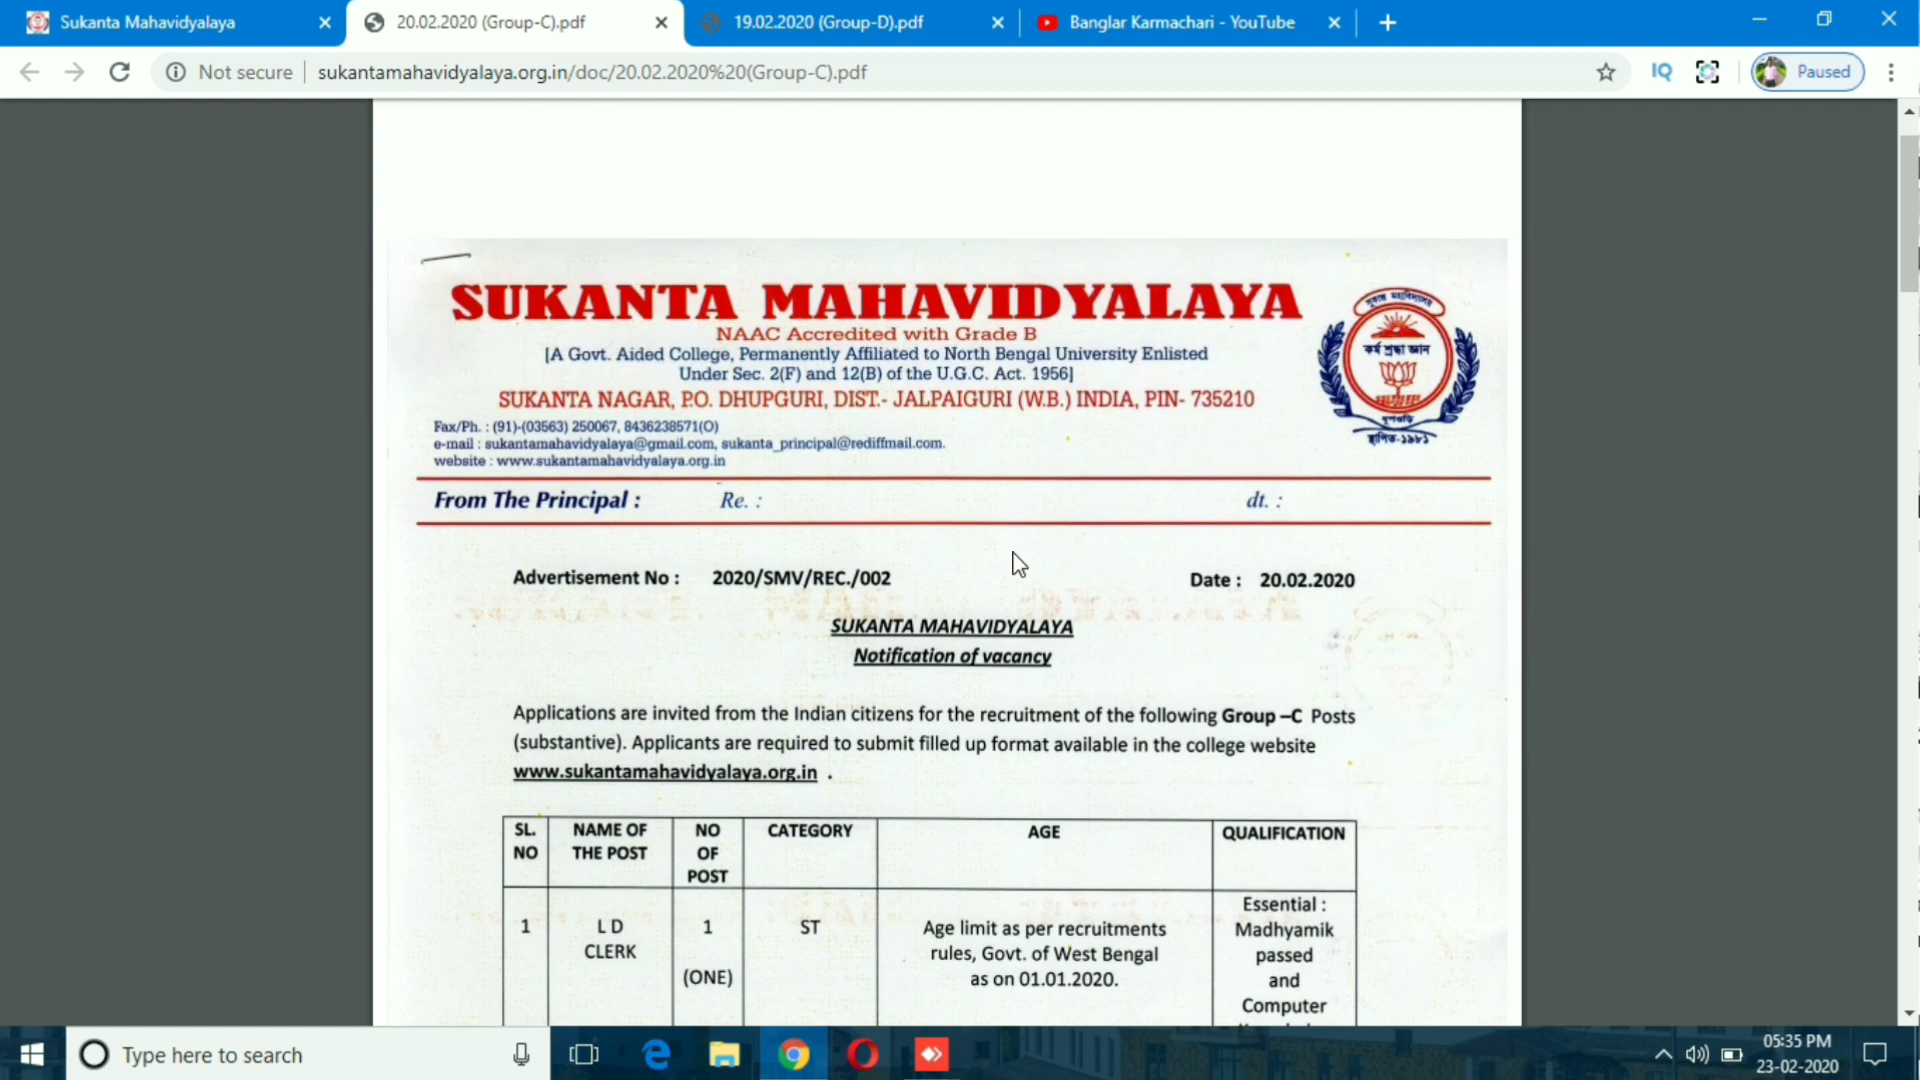 Sukanta Mahavidyalaya
20.02.2020 (Group-C).pdf
19.02.2020 (Group-D).pdf
Banglar Karmachari - YouTube
Not secure
sukantamahavidyalaya.org.in/doc/20.02.2020%20(Group-C).pdf
IQ
Paused
SUKANTA MAHAVIDYALAYA
NAAC Accredited with Grade B
[A Govt. Aided College, Permanently Affiliated to North Bengal University Enlisted
Under Sec. 2(F) and 12(B) of the U.G.C. Act. 1956]
SUKANTA NAGAR, P.O. DHUPGURI, DIST.- JALPAIGURI (W.B.) INDIA, PIN- 735210
Fax/Ph. : (91)-(03563) 250067, 8436238571(O)
e-mail : sukantamahavidyalaya@gmail.com, sukanta_principal@rediffmail.com.
website : www.sukantamahavidyalaya.org.in
সুকান্ত মহাবিদ্যালয়
কর্ম শ্রদ্ধা জ্ঞান
ধূপগুড়ি
স্থাপিত-১৯৮১
From The Principal : Re. : dt. :
Advertisement No : 2020/SMV/REC./002 Date : 20.02.2020
SUKANTA MAHAVIDYALAYA
Notification of vacancy
Applications are invited from the Indian citizens for the recruitment of the following Group –C Posts
(substantive). Applicants are required to submit filled up format available in the college website
www.sukantamahavidyalaya.org.in .
SL. NO
NAME OF THE POST
NO OF POST
CATEGORY
AGE
QUALIFICATION
1
L D CLERK
1 (ONE)
ST
Age limit as per recruitments
rules, Govt. of West Bengal
as on 01.01.2020.
Essential :
Madhyamik
passed
and
Computer
Type here to search
05:35 PM
23-02-2020